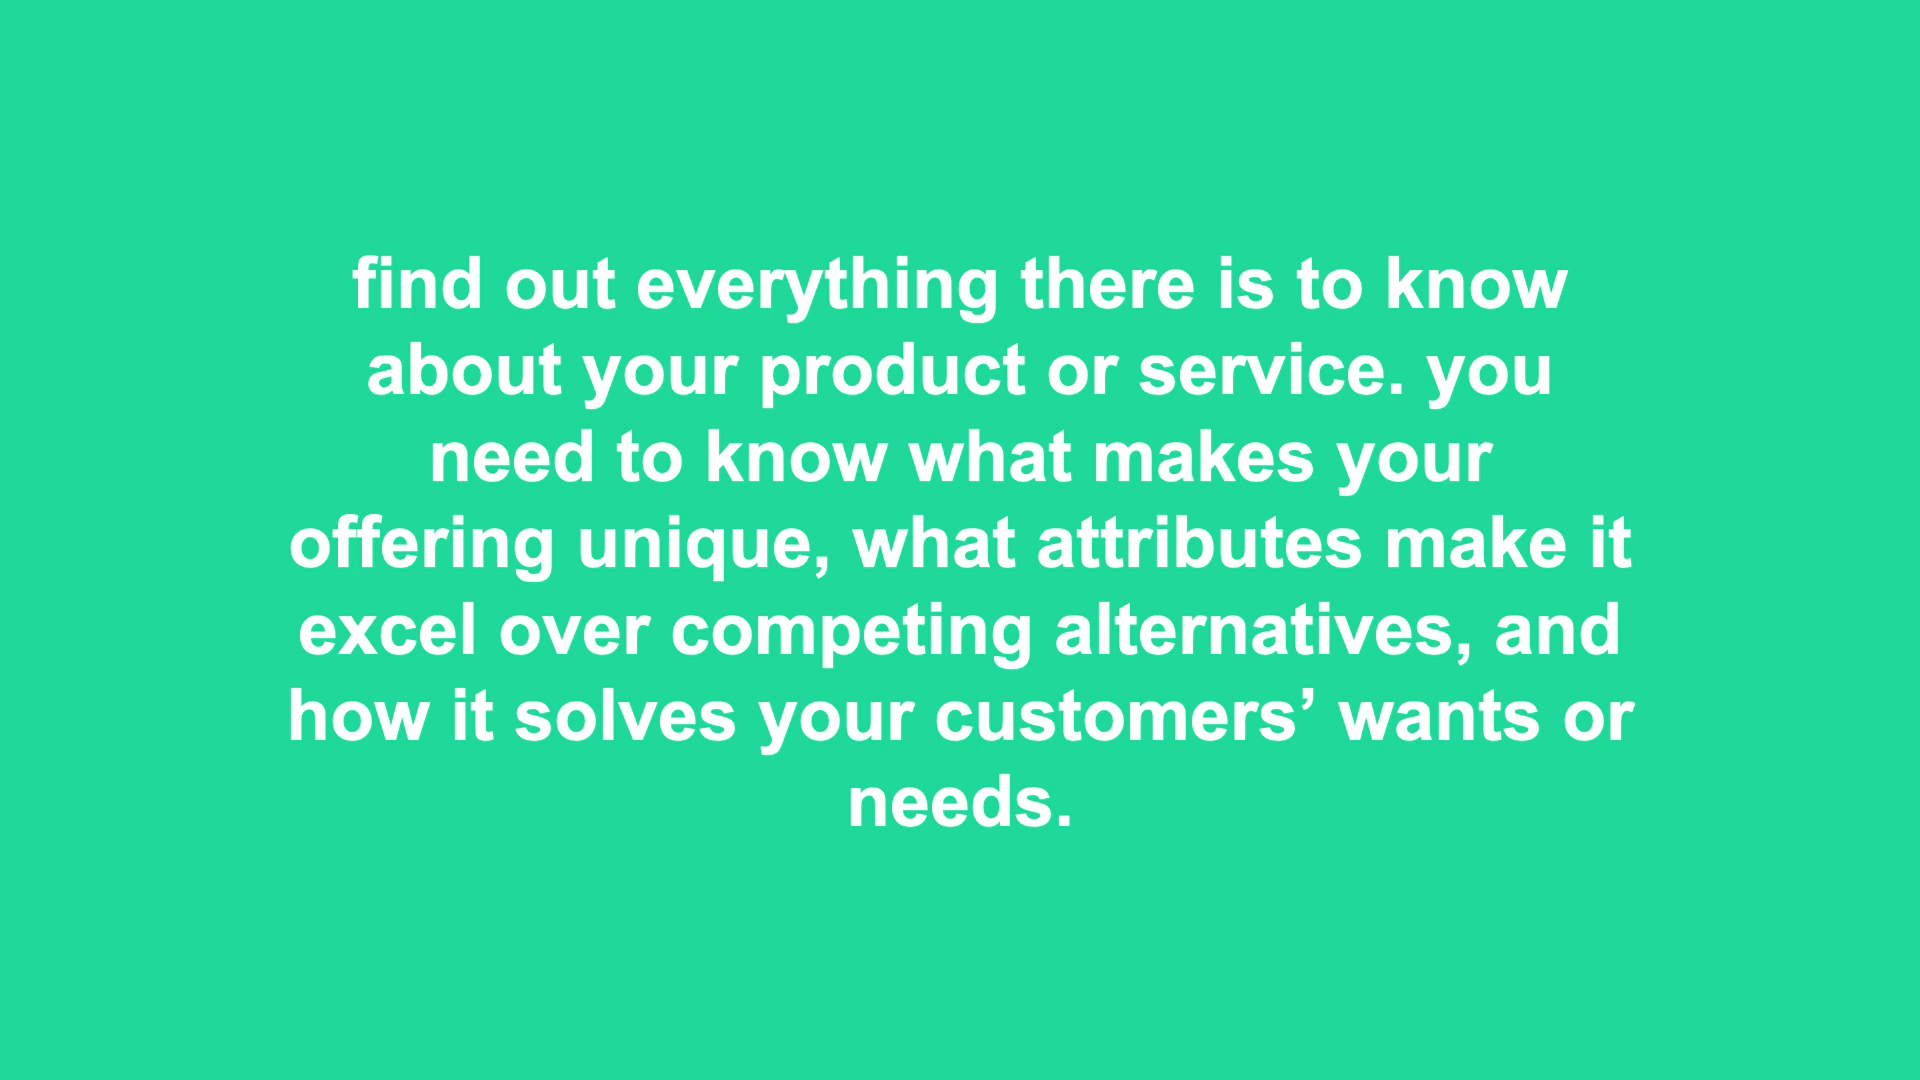 find out everything there is to know
about your product or service. you
need to know what makes your
offering unique, what attributes make it
excel over competing alternatives, and
how it solves your customers’ wants or
needs.